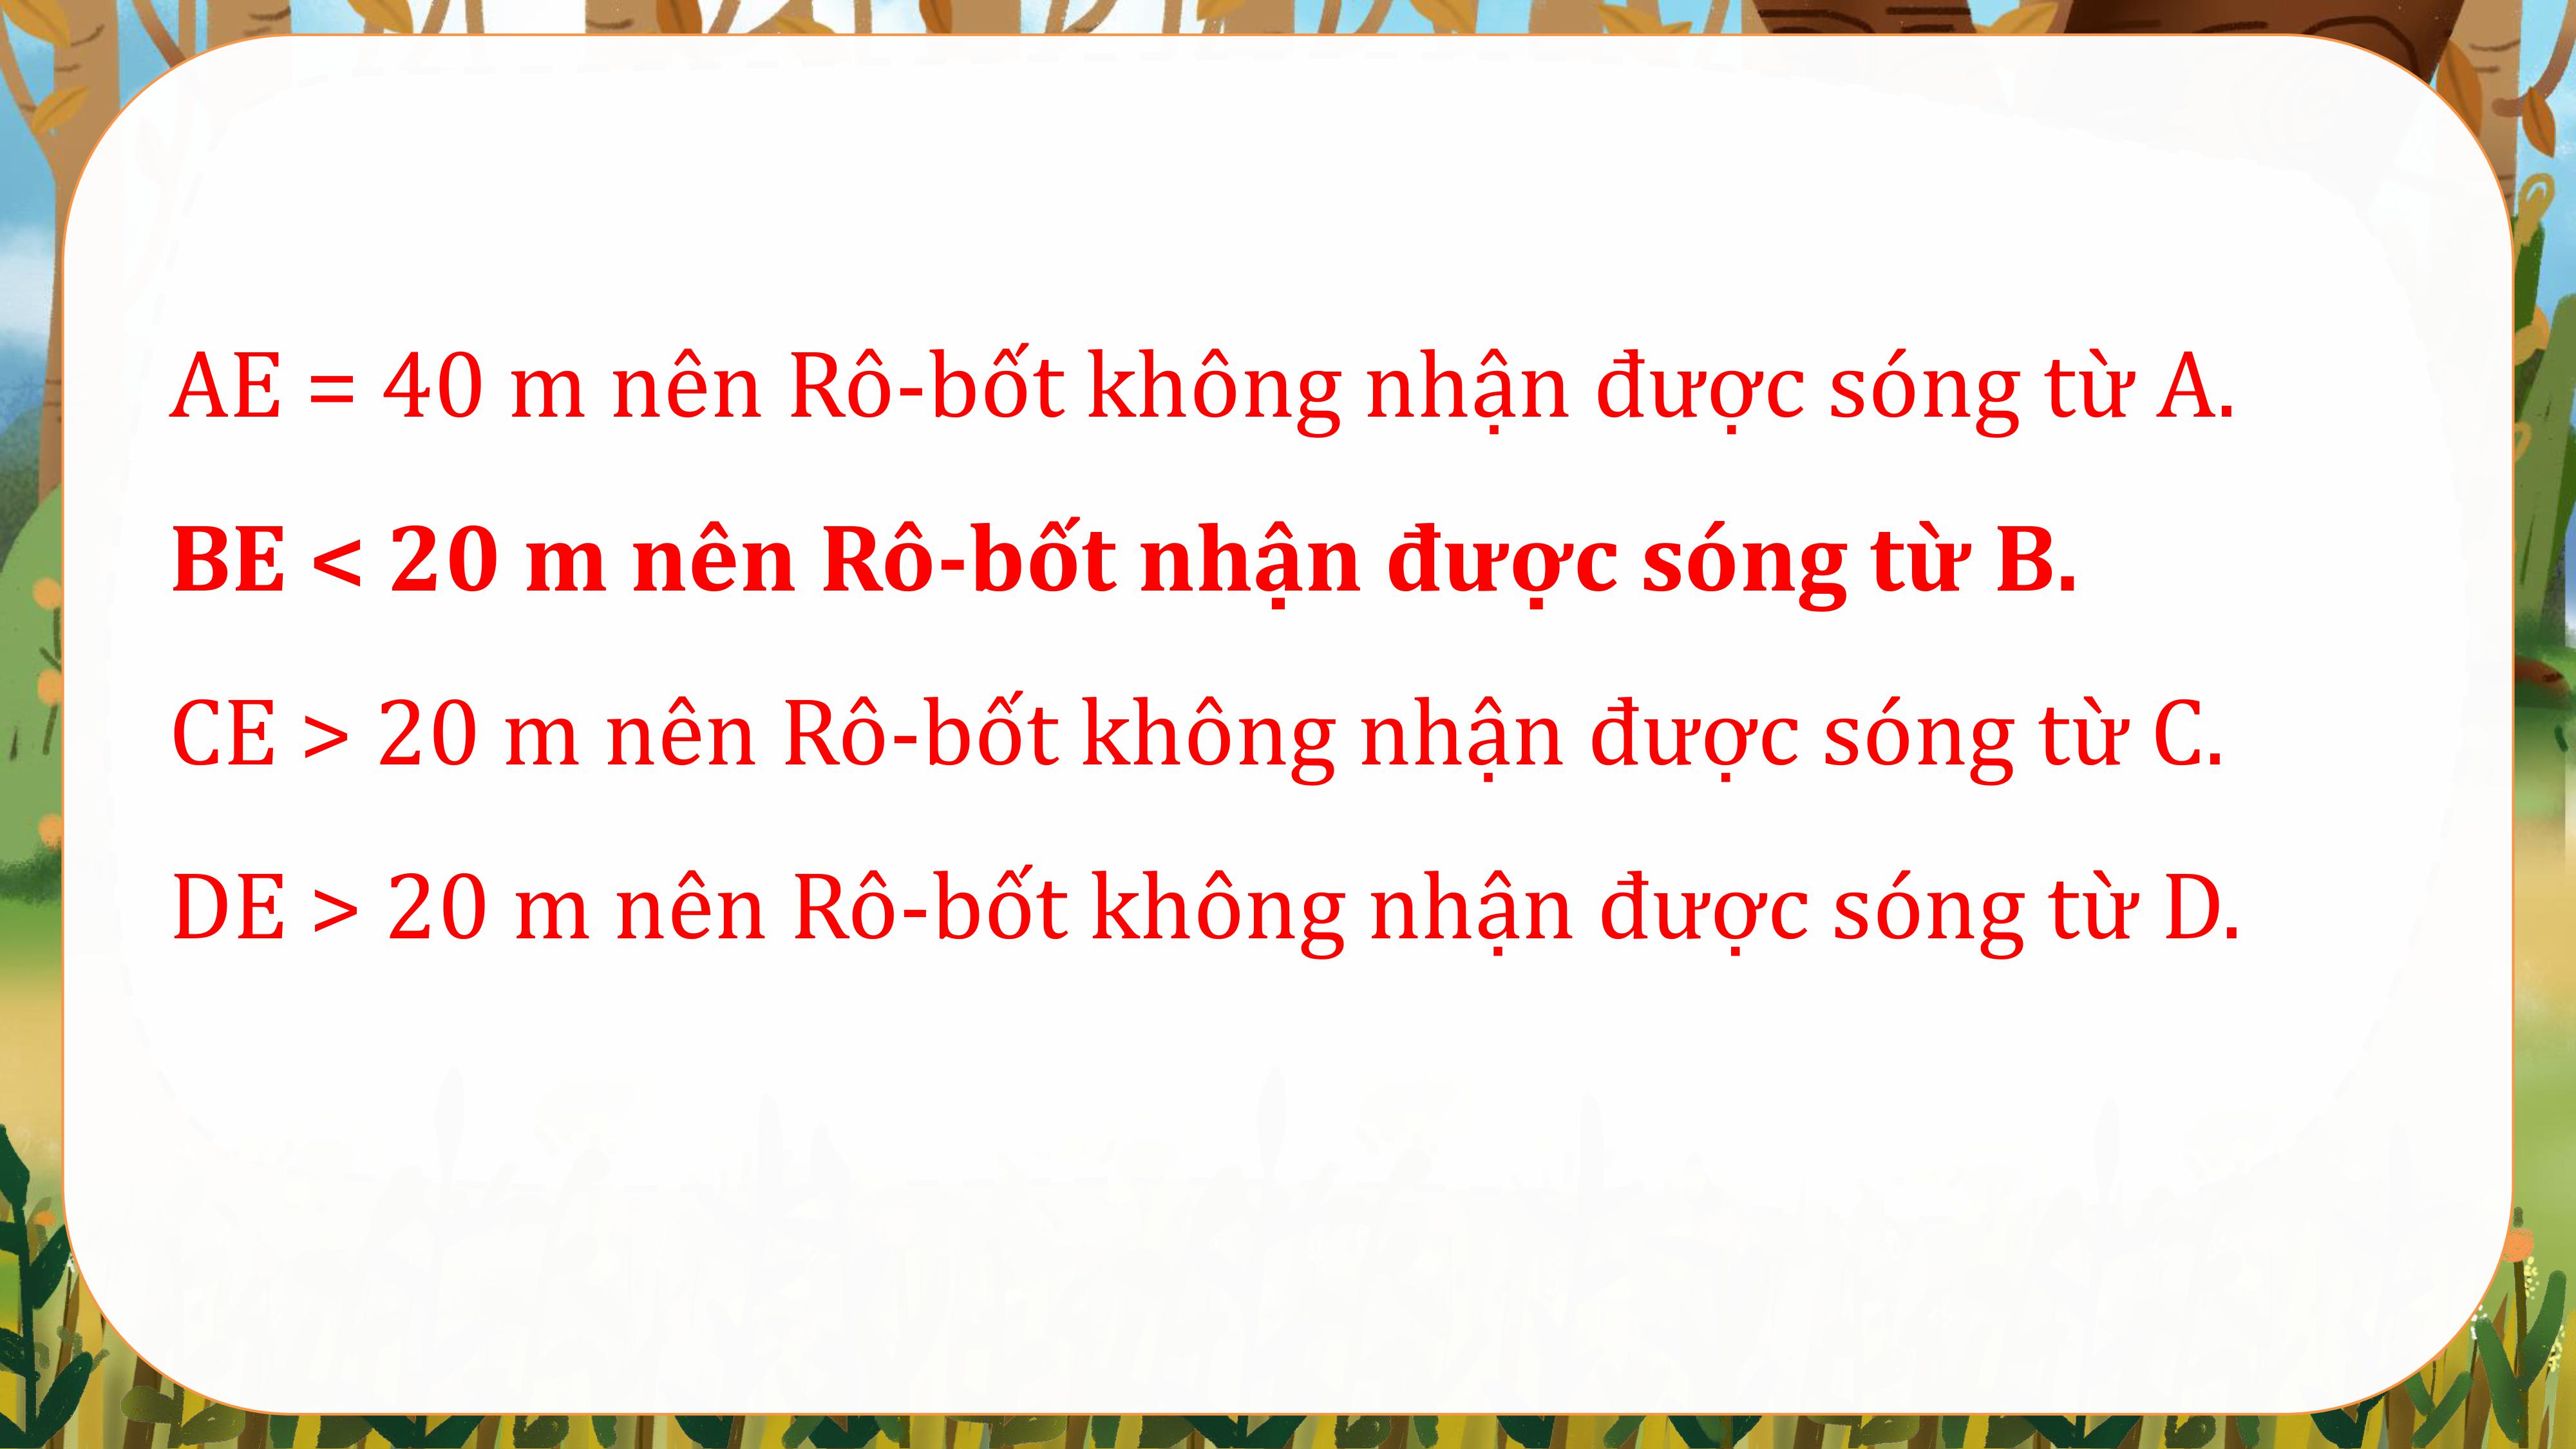 AE = 40 m nên Rô-bốt không nhận được sóng từ A.
BE < 20 m nên Rô-bốt nhận được sóng từ B.
CE > 20 m nên Rô-bốt không nhận được sóng từ C.
DE > 20 m nên Rô-bốt không nhận được sóng từ D.